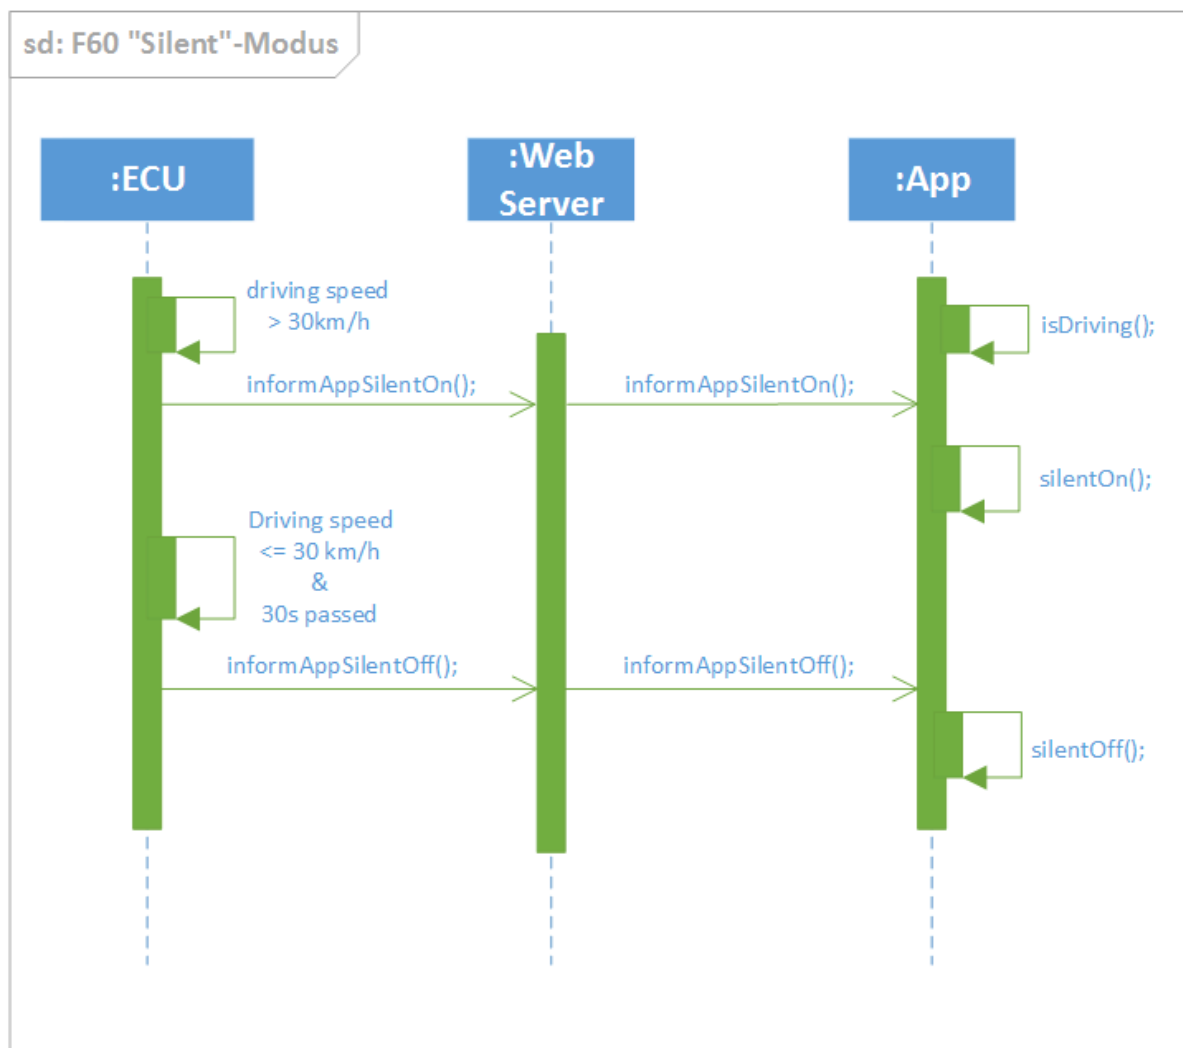 sd: F60 "Silent"-Modus
:ECU
:Web
Server
:App
driving speed
> 30km/h
isDriving();
informAppSilentOn();
informAppSilentOn();
silentOn();
Driving speed
<= 30 km/h
&
30s passed
informAppSilentOff();
informAppSilentOff();
silentOff();